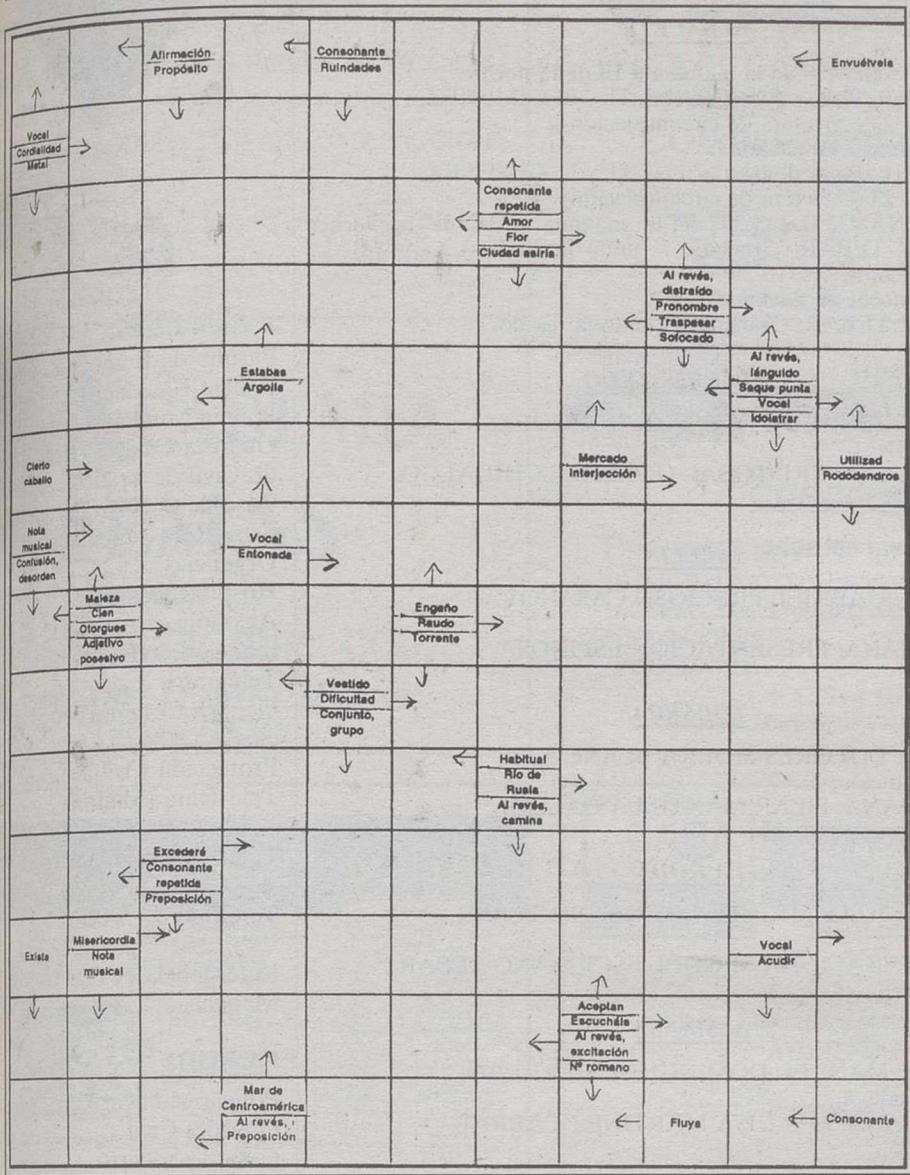 Afirmación
Propósito
Consonante
Ruindades
Envuélvela
Vocal
Cordialidad
Metal
Consonante
repetida
Amor
Flor
Ciudad asiria
Al revés,
distraído
Pronombre
Traspasar
Sofocado
Estabas
Argolla
Al revés,
lánguido
Saque punta
Vocal
Idolatrar
Cierto
caballo
Mercado
Interjección
Utilizad
Rododendros
Nota
musical
Confusión,
desorden
Vocal
Entonada
Maleza
Cien
Otorgues
Adjetivo
posesivo
Engaño
Raudo
Torrente
Vestido
Dificultad
Conjunto,
grupo
Habitual
Río de
Rusia
Al revés,
camina
Excederé
Consonante
repetida
Preposición
Exista
Misericordia
Nota
musical
Vocal
Acudir
Aceptan
Escucháis
Al revés,
excitación
Nº romano
Mar de
Centroamérica
Al revés,
Preposición
Fluya
Consonante